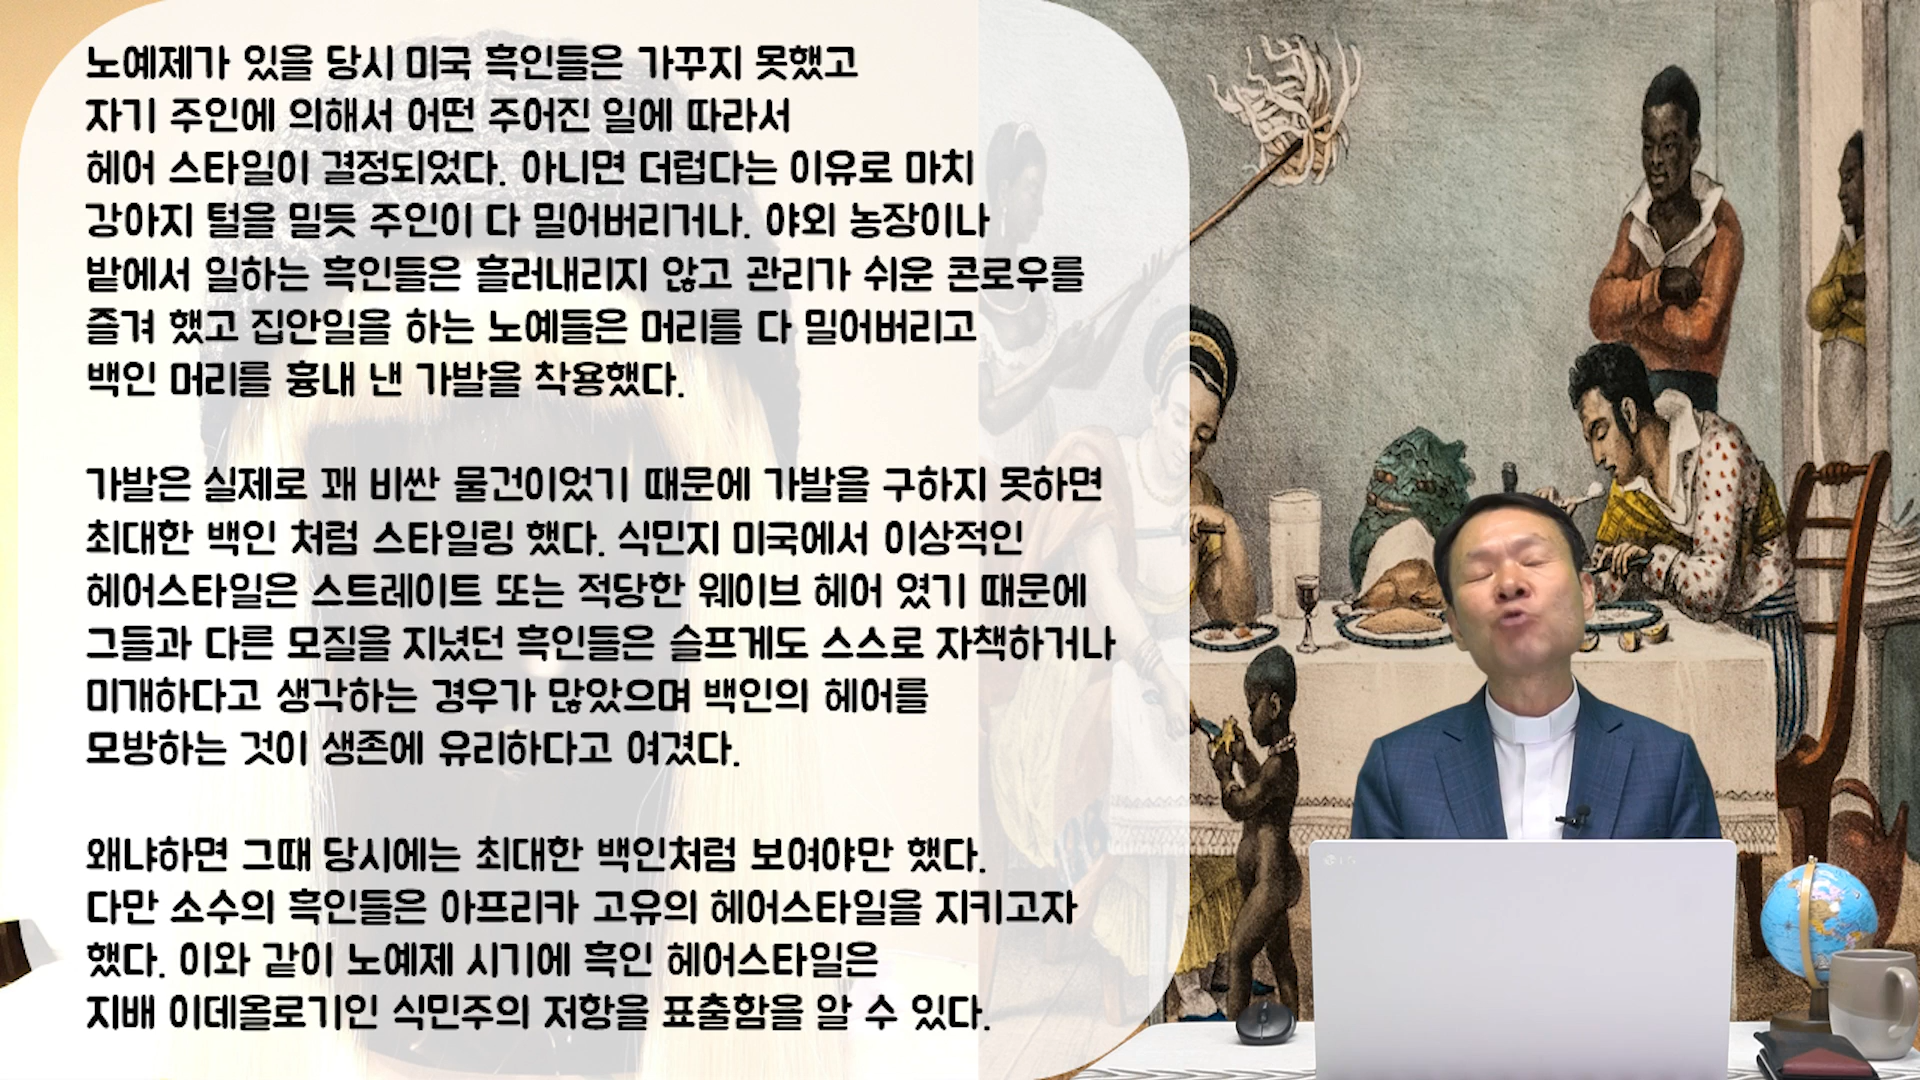 노예제가 있을 당시 미국 흑인들은 가꾸지 못했고
자기 주인에 의해서 어떤 주어진 일에 따라서
헤어 스타일이 결정되었다. 아니면 더럽다는 이유로 마치
강아지 털을 밀듯 주인이 다 밀어버리거나. 야외 농장이나
밭에서 일하는 흑인들은 흘러내리지 않고 관리가 쉬운 콘로우를
즐겨 했고 집안일을 하는 노예들은 머리를 다 밀어버리고
백인 머리를 흉내 낸 가발을 착용했다.
가발은 실제로 꽤 비싼 물건이었기 때문에 가발을 구하지 못하면
최대한 백인 처럼 스타일링 했다. 식민지 미국에서 이상적인
헤어스타일은 스트레이트 또는 적당한 웨이브 헤어 였기 때문에
그들과 다른 모질을 지녔던 흑인들은 슬프게도 스스로 자책하거나
미개하다고 생각하는 경우가 많았으며 백인의 헤어를
모방하는 것이 생존에 유리하다고 여겼다.
왜냐하면 그때 당시에는 최대한 백인처럼 보여야만 했다.
다만 소수의 흑인들은 아프리카 고유의 헤어스타일을 지키고자
했다. 이와 같이 노예제 시기에 흑인 헤어스타일은
지배 이데올로기인 식민주의 저항을 표출함을 알 수 있다.